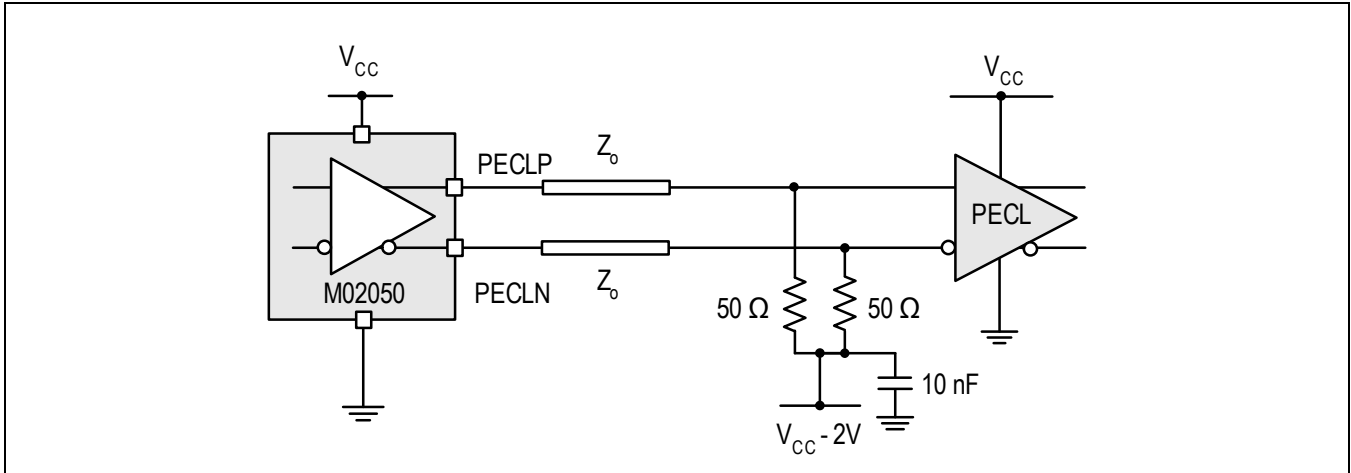 V_CC
V_CC
PECLP
Z_o
PECL
M02050
PECLN
Z_o
50 Ω
50 Ω
10 nF
V_CC - 2V